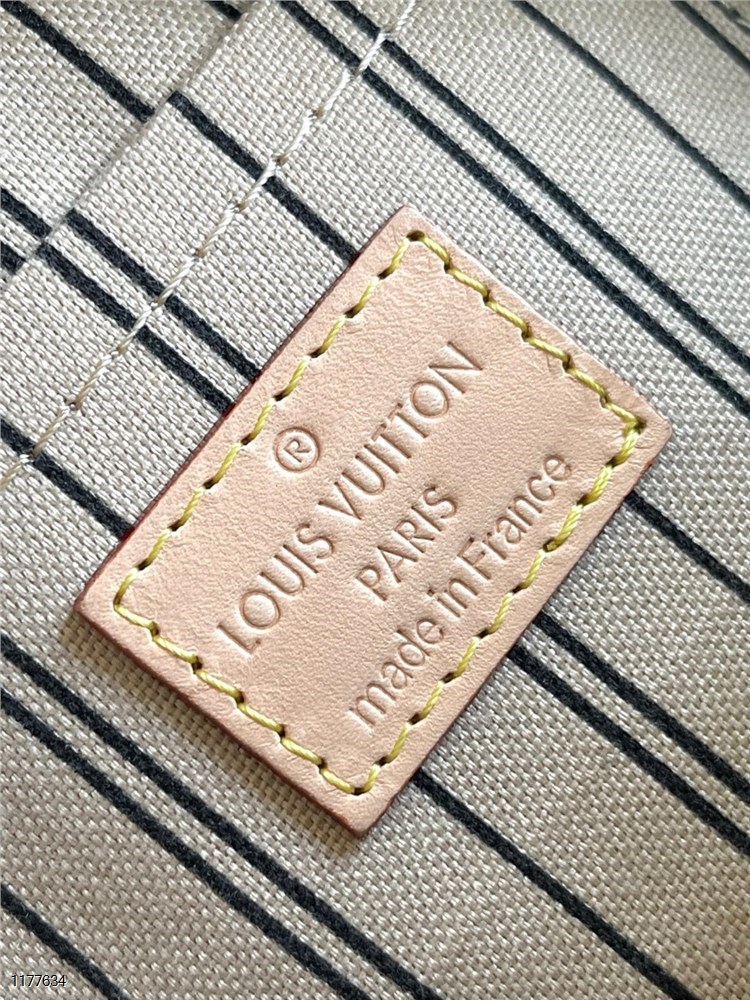 ®
LOUIS VUITTON
PARIS
made in France
1177634